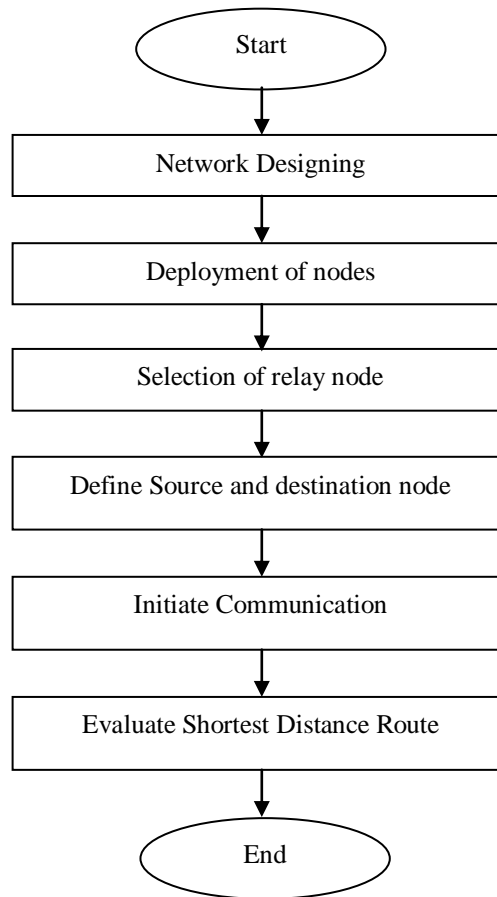 Start
Network Designing
Deployment of nodes
Selection of relay node
Define Source and destination node
Initiate Communication
Evaluate Shortest Distance Route
End